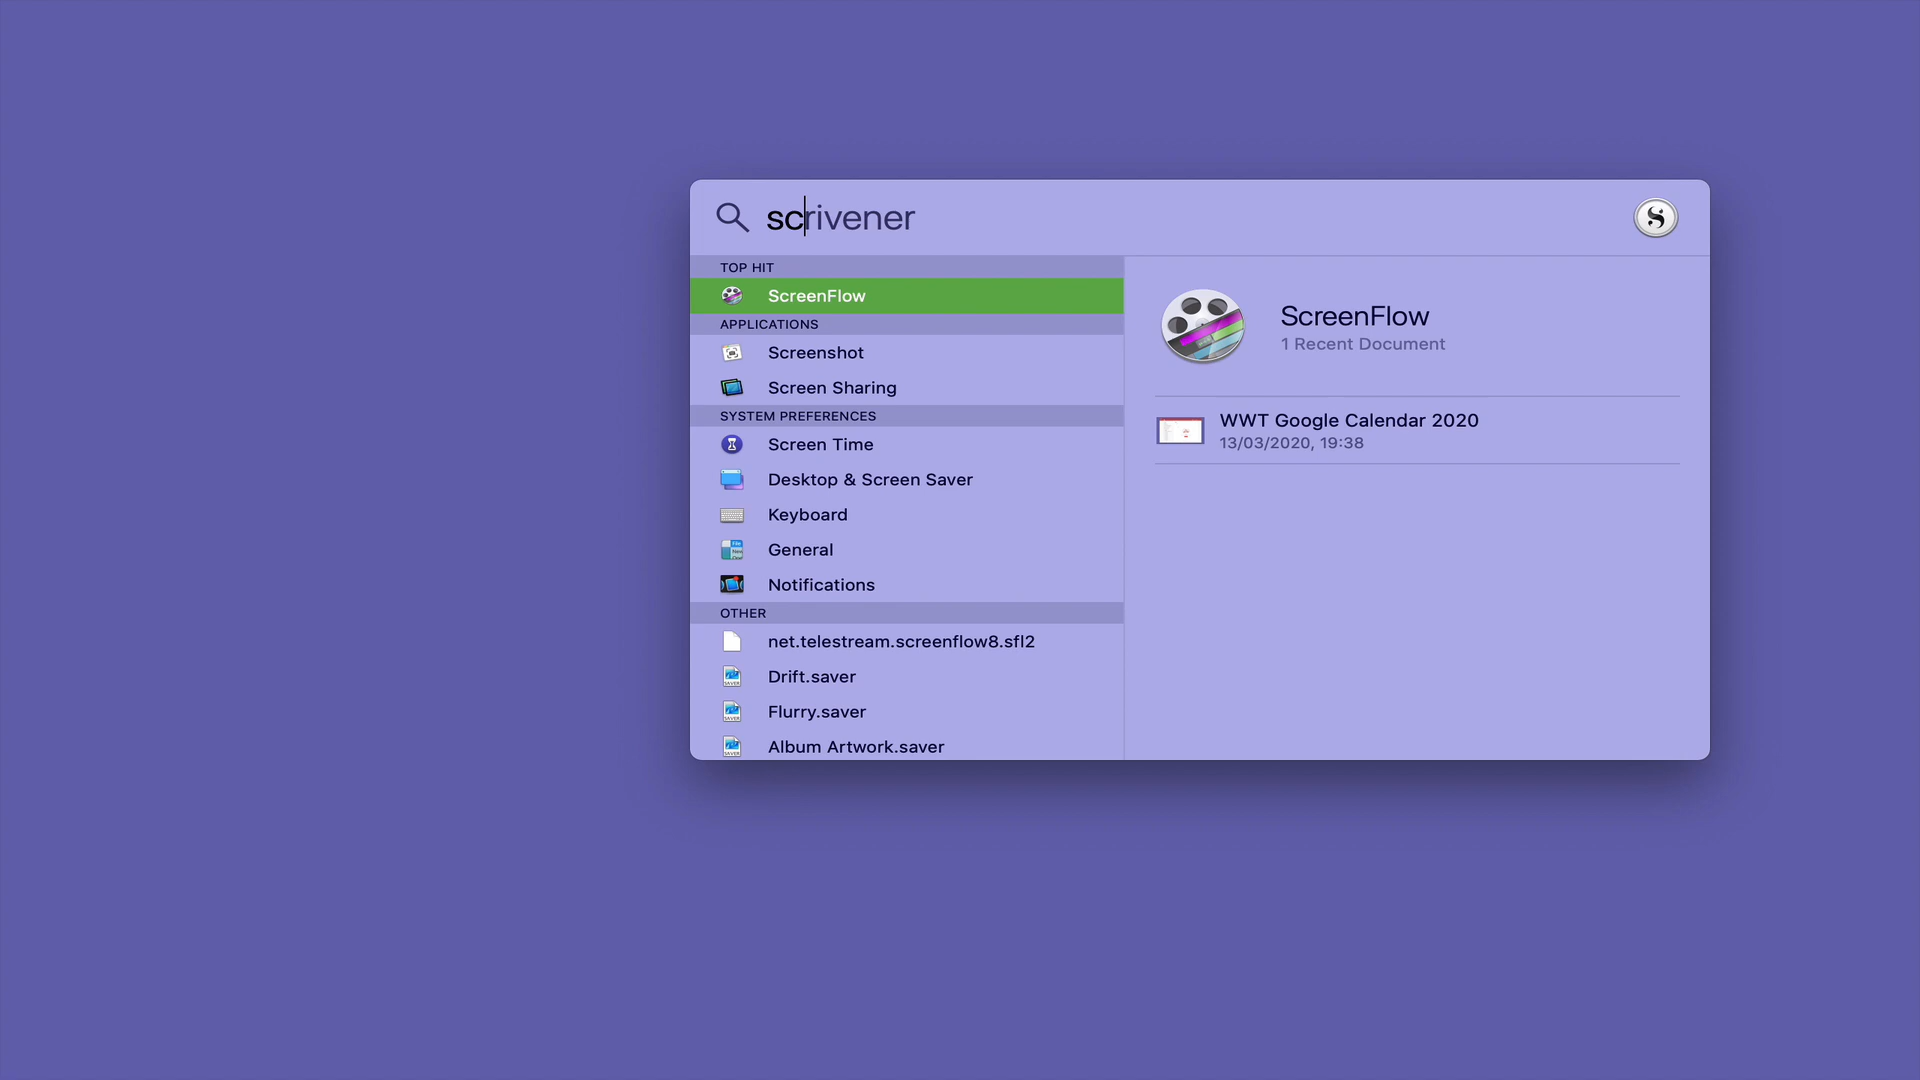 scrivener
TOP HIT
ScreenFlow
APPLICATIONS
Screenshot
Screen Sharing
SYSTEM PREFERENCES
Screen Time
Desktop & Screen Saver
Keyboard
General
Notifications
OTHER
net.telestream.screenflow8.sfl2
Drift.saver
Flurry.saver
Album Artwork.saver
ScreenFlow
1 Recent Document
WWT Google Calendar 2020
13/03/2020, 19:38